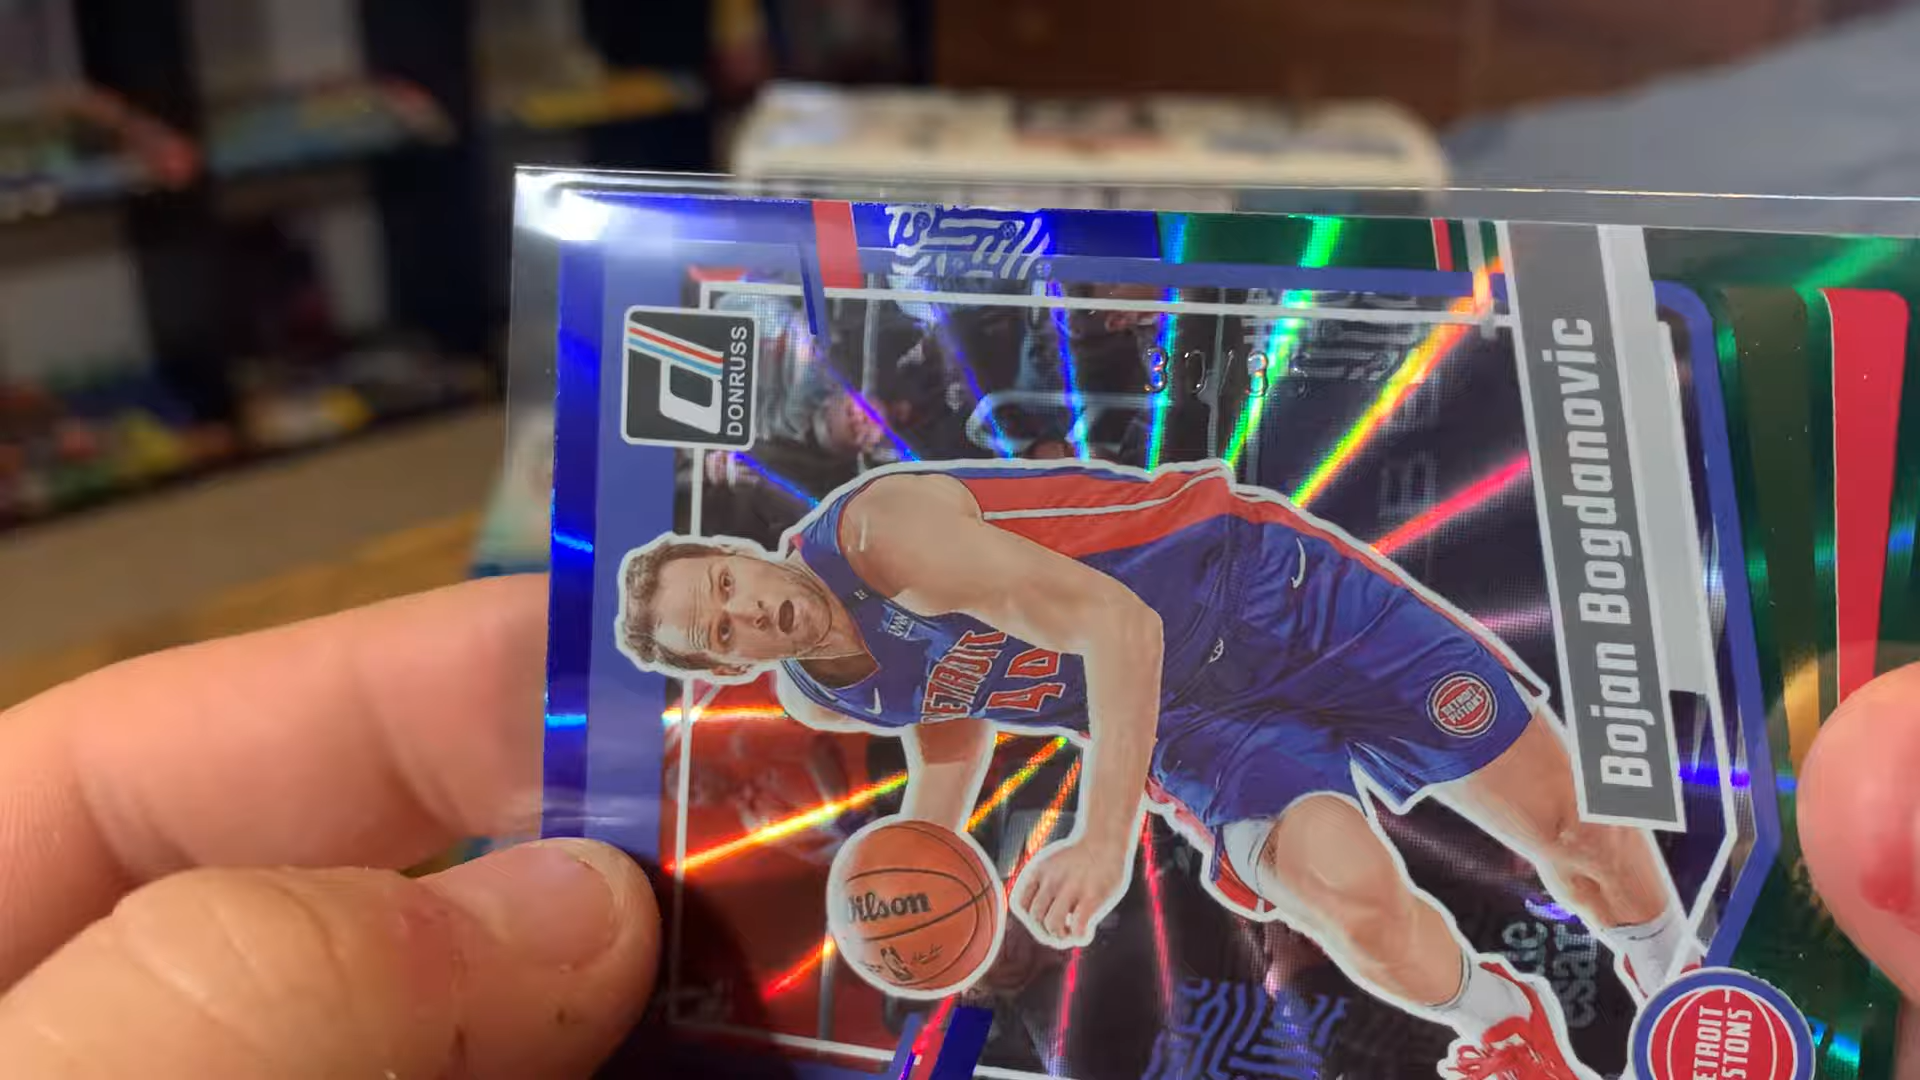 DONRUSS
Bojan Bogdanovic
DETROIT
40
Wilson
DETROIT
PISTONS